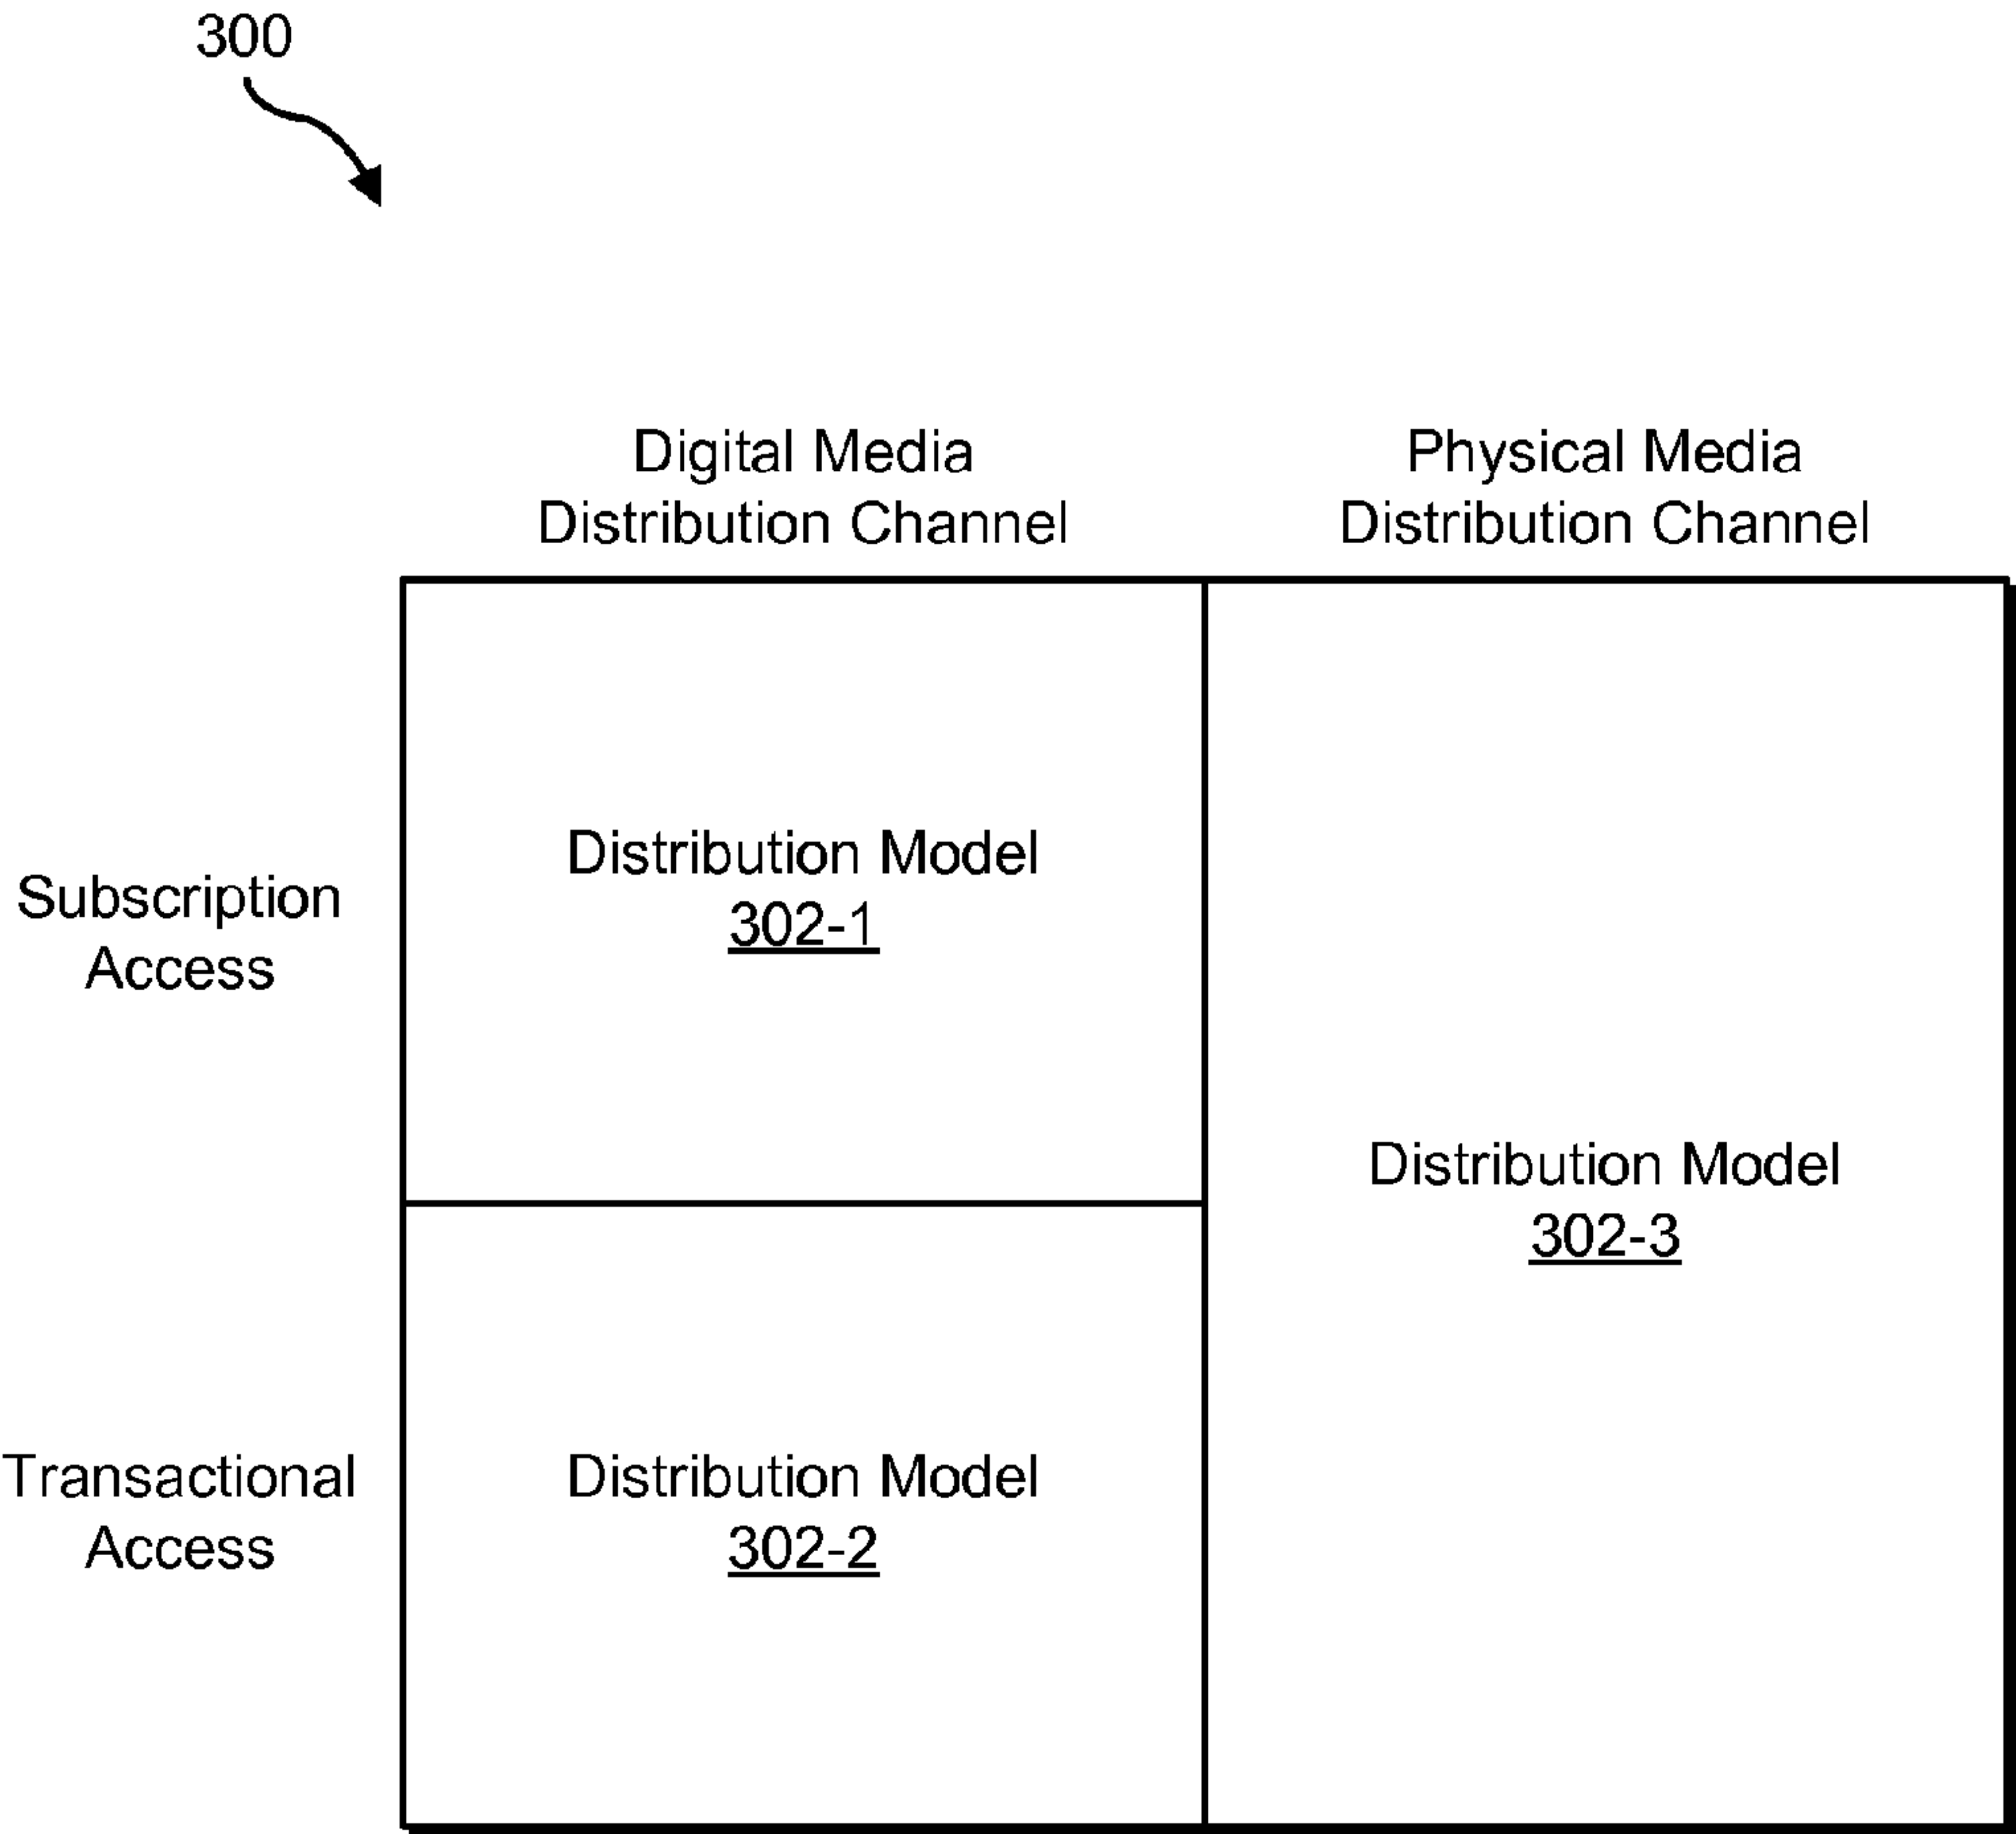 300
Digital Media
Distribution Channel
Physical Media
Distribution Channel
Subscription
Access
Distribution Model
302-1
Distribution Model
302-3
Transactional
Access
Distribution Model
302-2